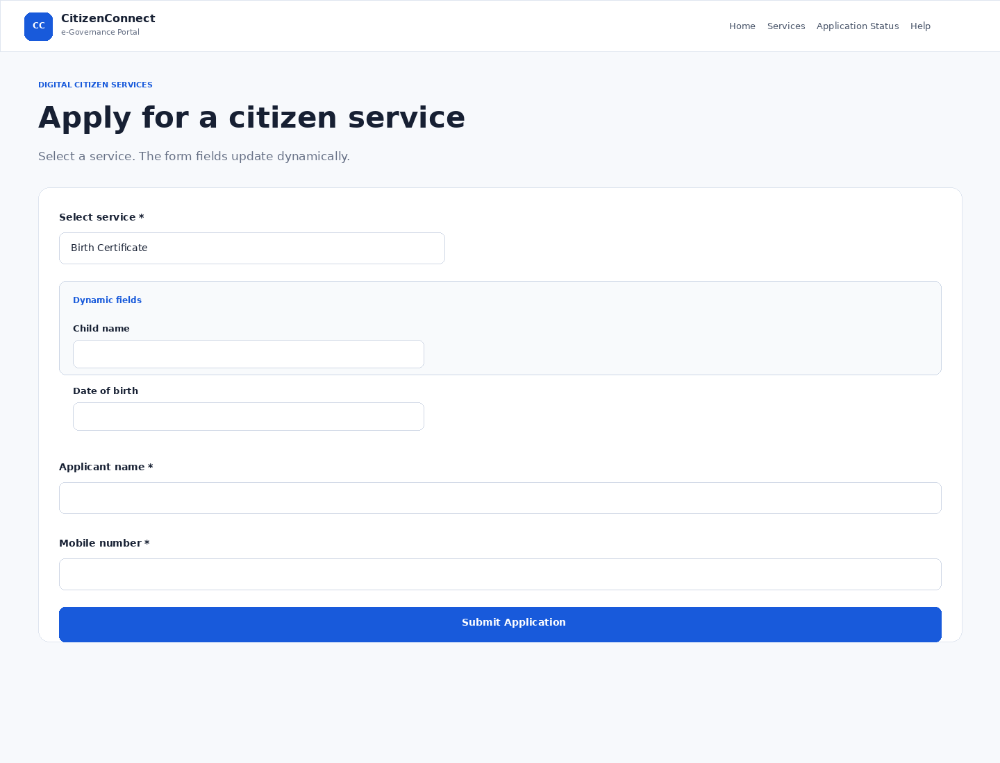 CC
CitizenConnect
e-Governance Portal
Home Services Application Status Help
DIGITAL CITIZEN SERVICES
Apply for a citizen service
Select a service. The form fields update dynamically.
Select service *
Birth Certificate
Dynamic fields
Child name
Date of birth
Applicant name *
Mobile number *
Submit Application